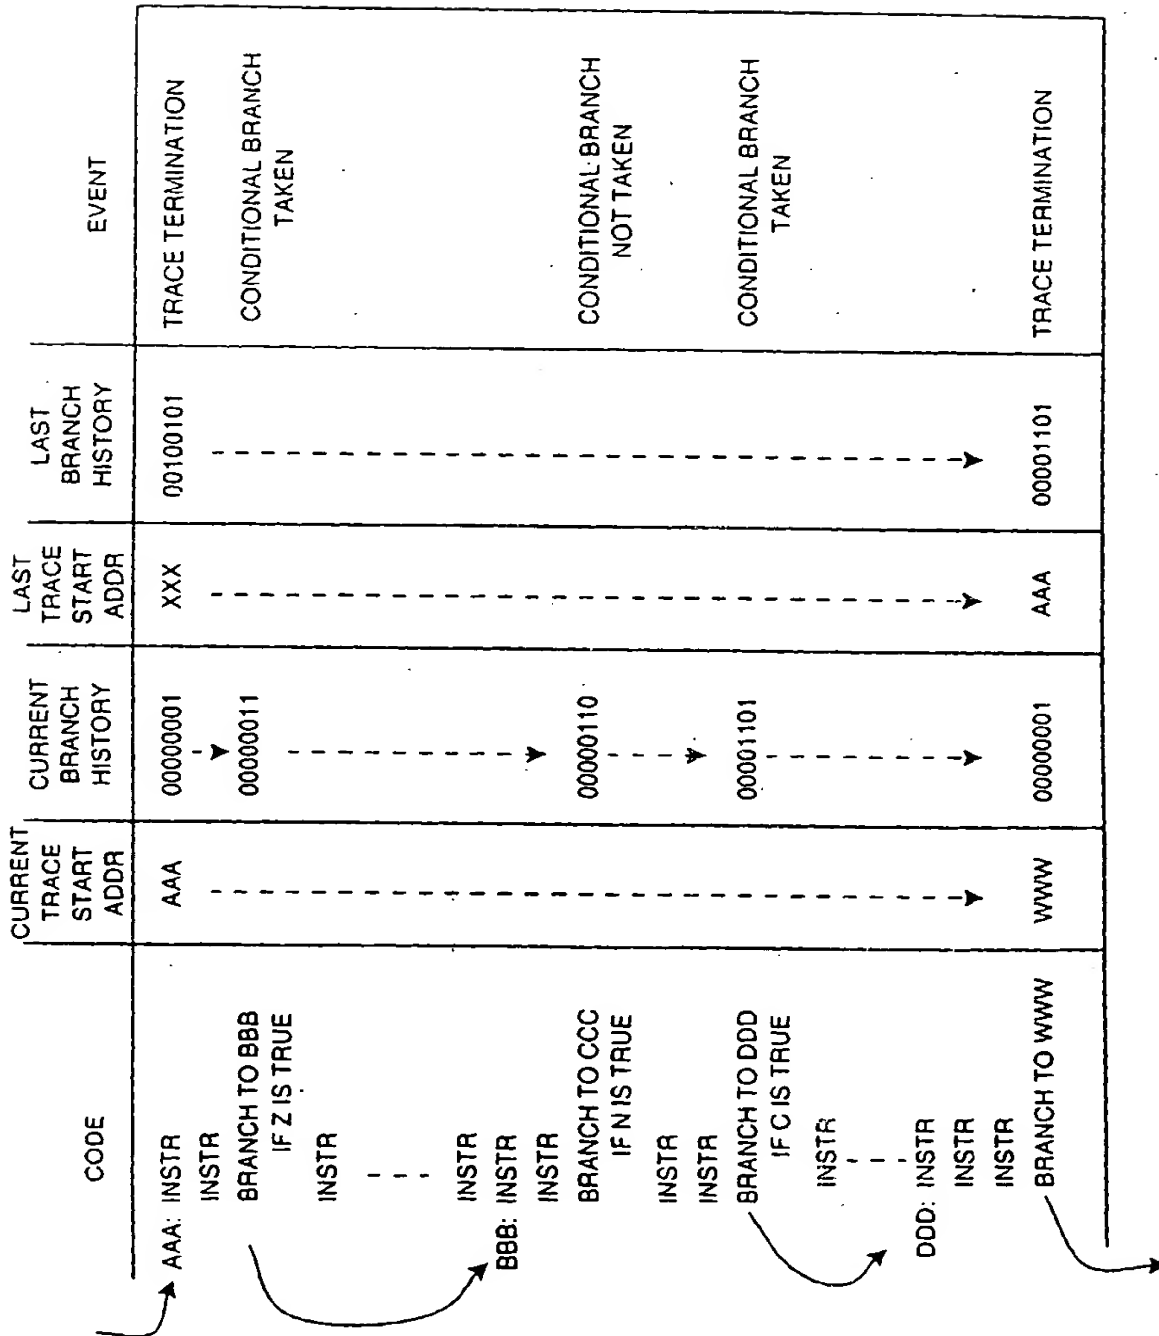 CODE
CURRENT
TRACE
START
ADDR
CURRENT
BRANCH
HISTORY
LAST
TRACE
START
ADDR
LAST
BRANCH
HISTORY
EVENT
AAA: INSTR
AAA
00000001
XXX
00100101
TRACE TERMINATION
INSTR
BRANCH TO BBB
IF Z IS TRUE
00000011
CONDITIONAL BRANCH
TAKEN
INSTR
INSTR
BBB: INSTR
INSTR
BRANCH TO CCC
IF N IS TRUE
00000110
CONDITIONAL BRANCH
NOT TAKEN
INSTR
INSTR
BRANCH TO DDD
IF C IS TRUE
00001101
CONDITIONAL BRANCH
TAKEN
INSTR
DDD: INSTR
INSTR
INSTR
BRANCH TO WWW
WWW
00000001
AAA
00001101
TRACE TERMINATION